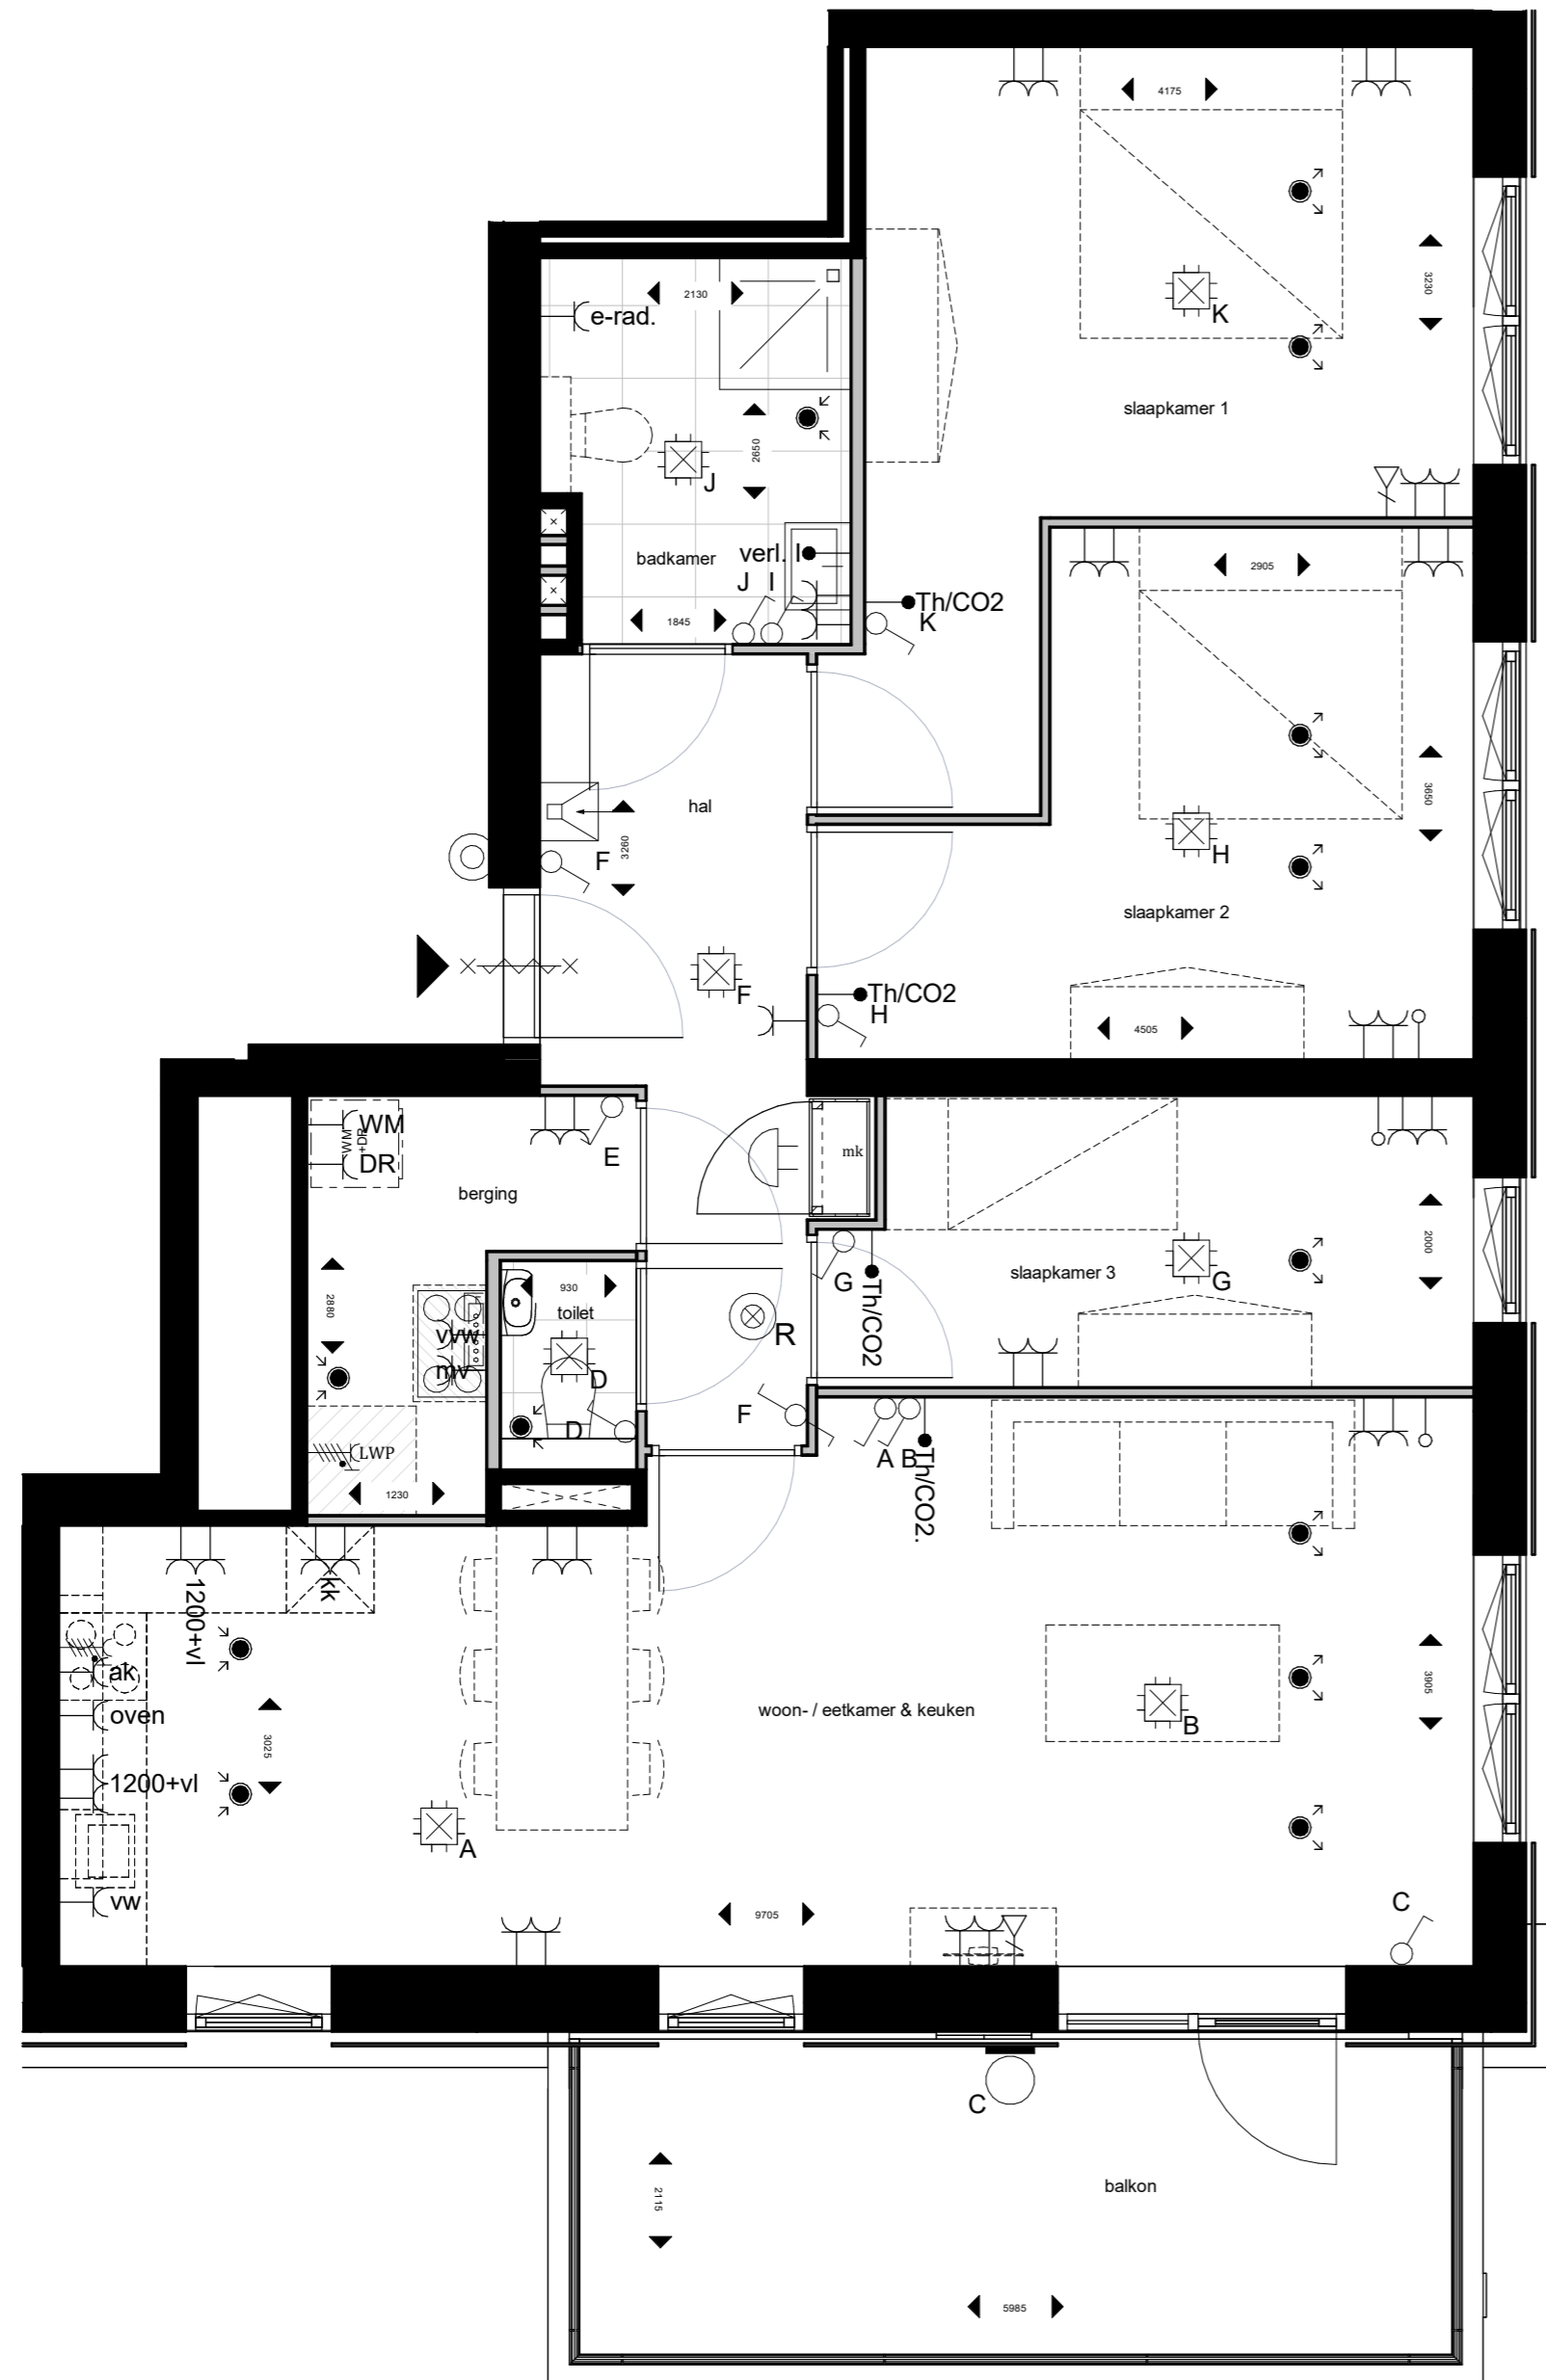 4175
3230
K
slaapkamer 1
2130
e-rad.
2650
J
badkamer
verl. I
J I
1845
Th/CO2
K
2905
3650
H
slaapkamer 2
hal
3260
F
F
Th/CO2
H
4505
WM
WM +DR
DR
E
berging
mk
2880
930
toilet
vvw
mv
D
D
R
G
Th/CO2
slaapkamer 3
G
2000
F
A B
Th/CO2.
LWP
1230
1200+vl
kk
ak
oven
1200+vl
vw
3025
A
woon- / eetkamer & keuken
B
3905
9705
C
C
balkon
2115
5985